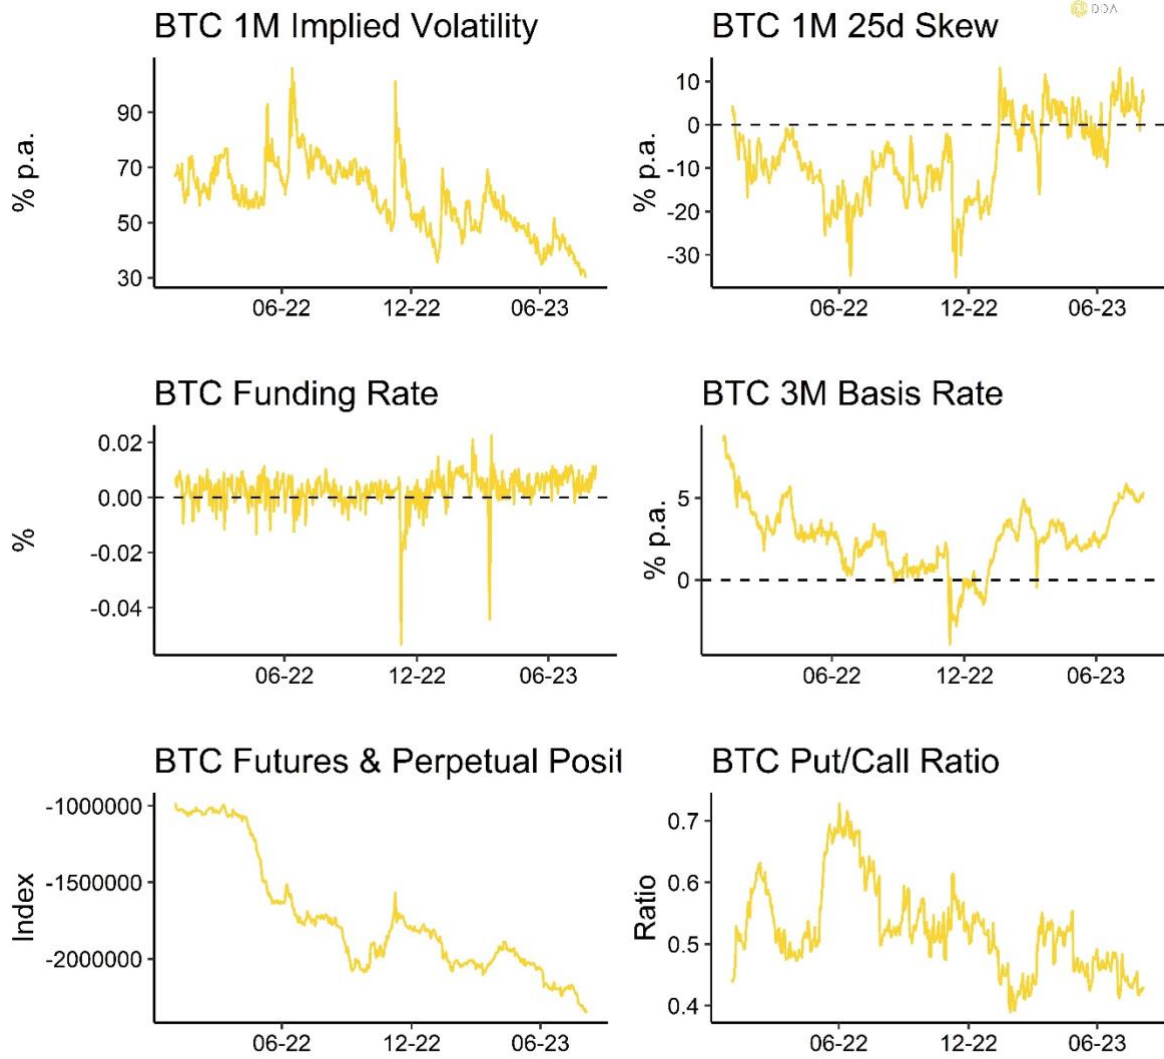 DDA
BTC 1M Implied Volatility
% p.a.
90
70
50
30
06-22 12-22 06-23
BTC 1M 25d Skew
% p.a.
10
0
-10
-20
-30
06-22 12-22 06-23
BTC Funding Rate
%
0.02
0.00
-0.02
-0.04
06-22 12-22 06-23
BTC 3M Basis Rate
% p.a.
5
0
06-22 12-22 06-23
BTC Futures & Perpetual Posit
Index
-1000000
-1500000
-2000000
06-22 12-22 06-23
BTC Put/Call Ratio
Ratio
0.7
0.6
0.5
0.4
06-22 12-22 06-23